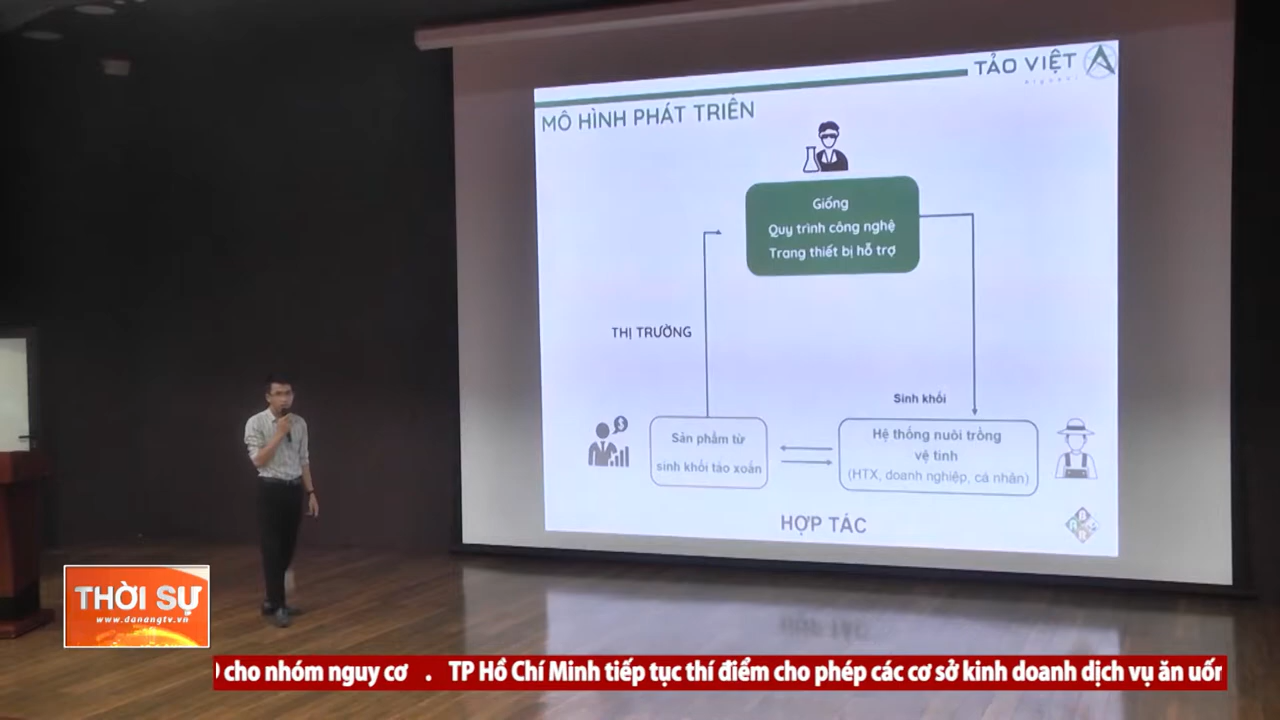 TẢO VIỆT
MÔ HÌNH PHÁT TRIỂN
Giống
Quy trình công nghệ
Trang thiết bị hỗ trợ
THỊ TRƯỜNG
Sinh khối
Sản phẩm từ
sinh khối tảo xoắn
Hệ thống nuôi trồng
vệ tinh
(HTX, doanh nghiệp, cá nhân)
HỢP TÁC
THỜI SỰ
www.danangtv.vn
cho nhóm nguy cơ . TP Hồ Chí Minh tiếp tục thí điểm cho phép các cơ sở kinh doanh dịch vụ ăn